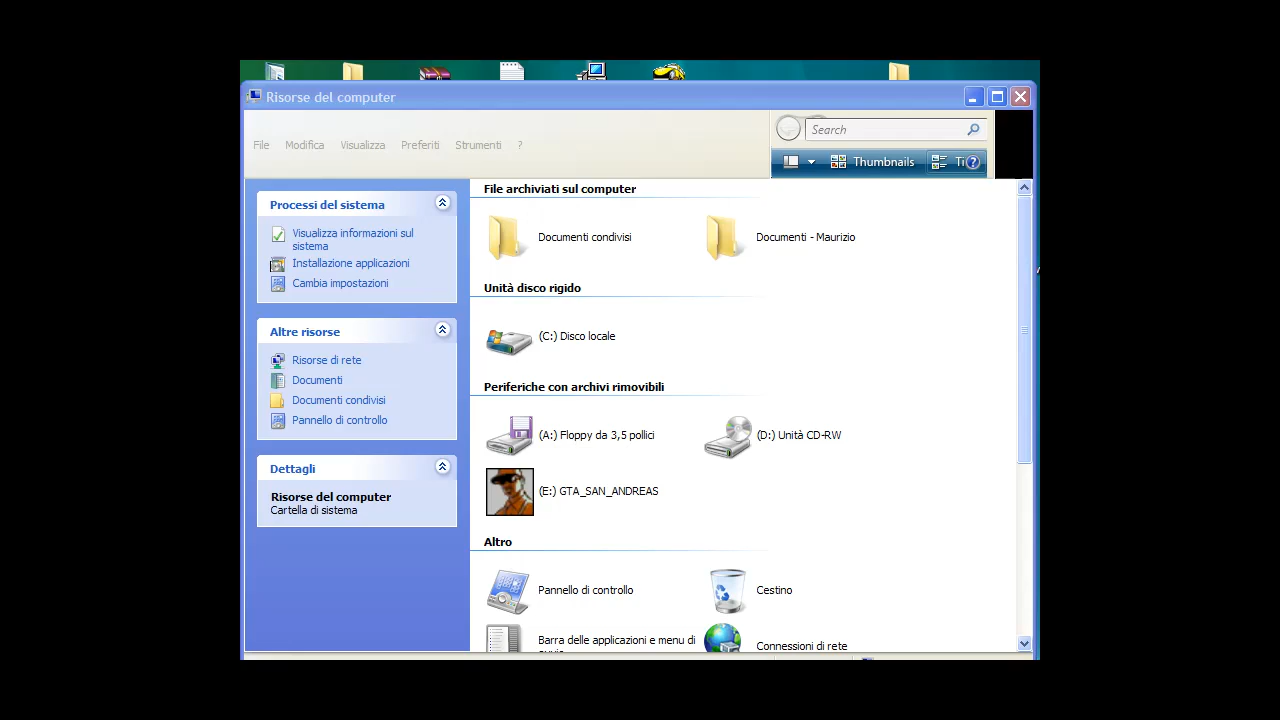 Risore del computer
File Modifica Visualizza Preferiti Strumenti ?
Search
Thumbnails Ti
Processi del sistema
Visualizza informazioni sul
sistema
Installazione applicazioni
Cambia impostazioni
Altre risorse
Risorse di rete
Documenti
Documenti condivisi
Pannello di controllo
Dettagli
Risorse del computer
Cartella di sistema
File archiviati sul computer
Documenti condivisi
Documenti - Maurizio
Unità disco rigido
(C:) Disco locale
Periferiche con archivi rimovibili
(A:) Floppy da 3,5 pollici
(D:) Unità CD-RW
(E:) GTA_SAN_ANDREAS
Altro
Pannello di controllo
Cestino
Barra delle applicazioni e menu di
Connessioni di rete